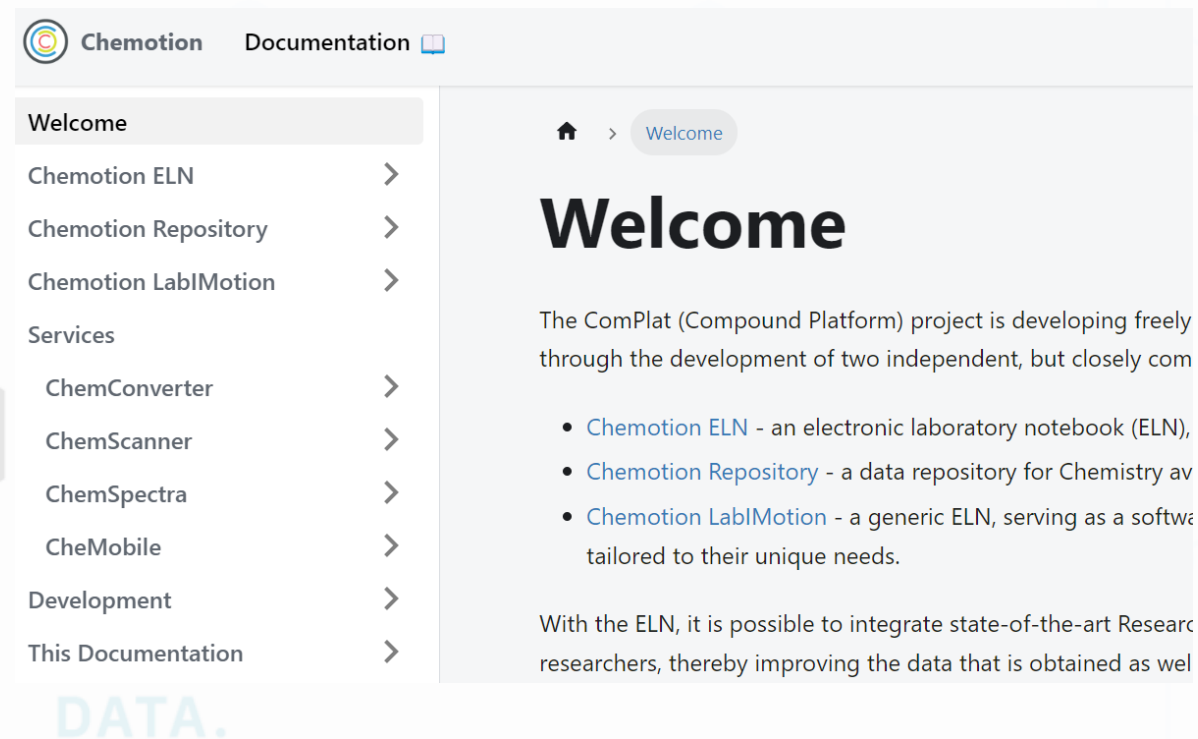 Chemotion Documentation
Welcome
Chemotion ELN
Chemotion Repository
Chemotion LabIMotion
Services
ChemConverter
ChemScanner
ChemSpectra
CheMobile
Development
This Documentation
Welcome
Welcome
The ComPlat (Compound Platform) project is developing freely
through the development of two independent, but closely com
Chemotion ELN - an electronic laboratory notebook (ELN),
Chemotion Repository - a data repository for Chemistry av
Chemotion LabIMotion - a generic ELN, serving as a softwa
tailored to their unique needs.
With the ELN, it is possible to integrate state-of-the-art Researc
researchers, thereby improving the data that is obtained as wel
DATA.